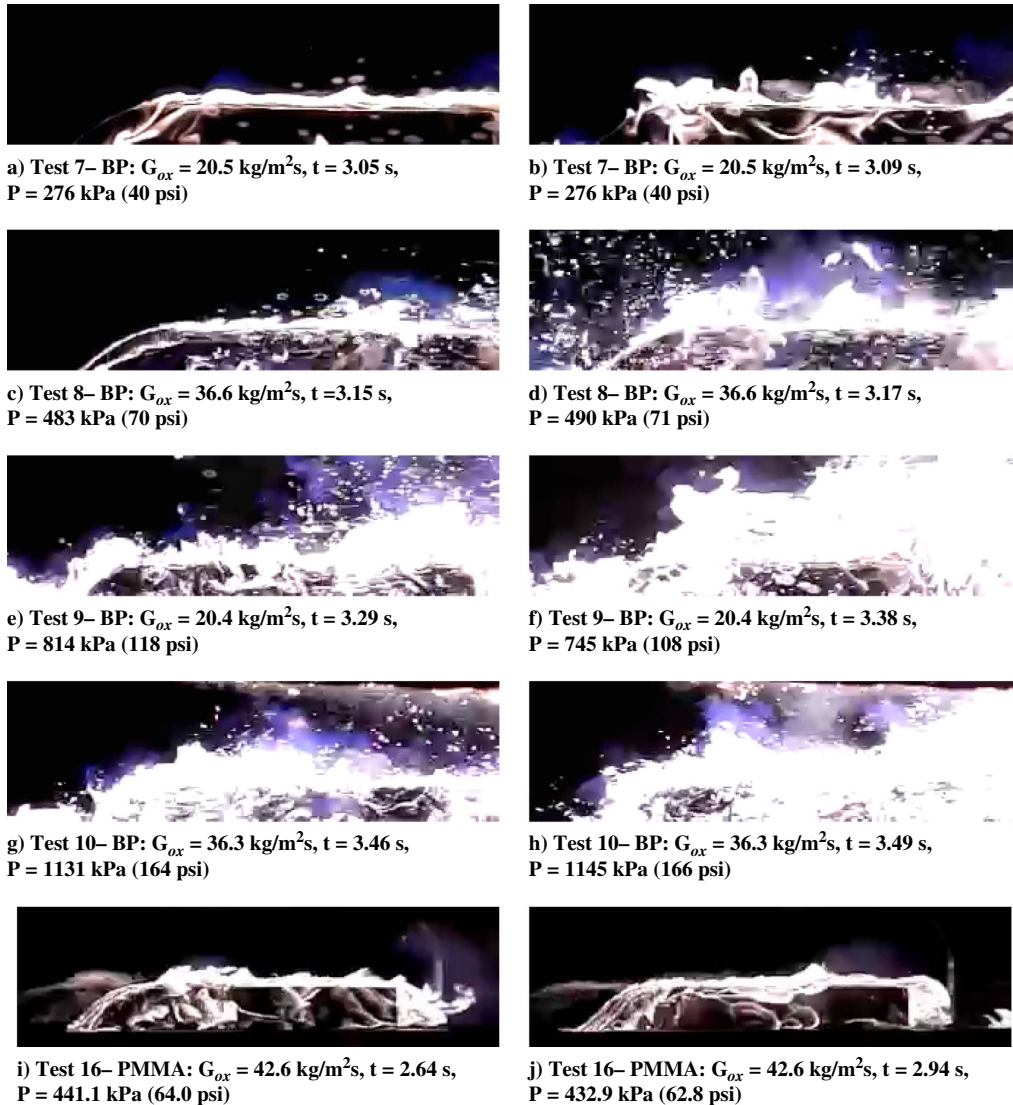 a) Test 7– BP: Gₒₓ = 20.5 kg/m²s, t = 3.05 s,
P = 276 kPa (40 psi)
b) Test 7– BP: Gₒₓ = 20.5 kg/m²s, t = 3.09 s,
P = 276 kPa (40 psi)
c) Test 8– BP: Gₒₓ = 36.6 kg/m²s, t =3.15 s,
P = 483 kPa (70 psi)
d) Test 8– BP: Gₒₓ = 36.6 kg/m²s, t = 3.17 s,
P = 490 kPa (71 psi)
e) Test 9– BP: Gₒₓ = 20.4 kg/m²s, t = 3.29 s,
P = 814 kPa (118 psi)
f) Test 9– BP: Gₒₓ = 20.4 kg/m²s, t = 3.38 s,
P = 745 kPa (108 psi)
g) Test 10– BP: Gₒₓ = 36.3 kg/m²s, t = 3.46 s,
P = 1131 kPa (164 psi)
h) Test 10– BP: Gₒₓ = 36.3 kg/m²s, t = 3.49 s,
P = 1145 kPa (166 psi)
i) Test 16– PMMA: Gₒₓ = 42.6 kg/m²s, t = 2.64 s,
P = 441.1 kPa (64.0 psi)
j) Test 16– PMMA: Gₒₓ = 42.6 kg/m²s, t = 2.94 s,
P = 432.9 kPa (62.8 psi)